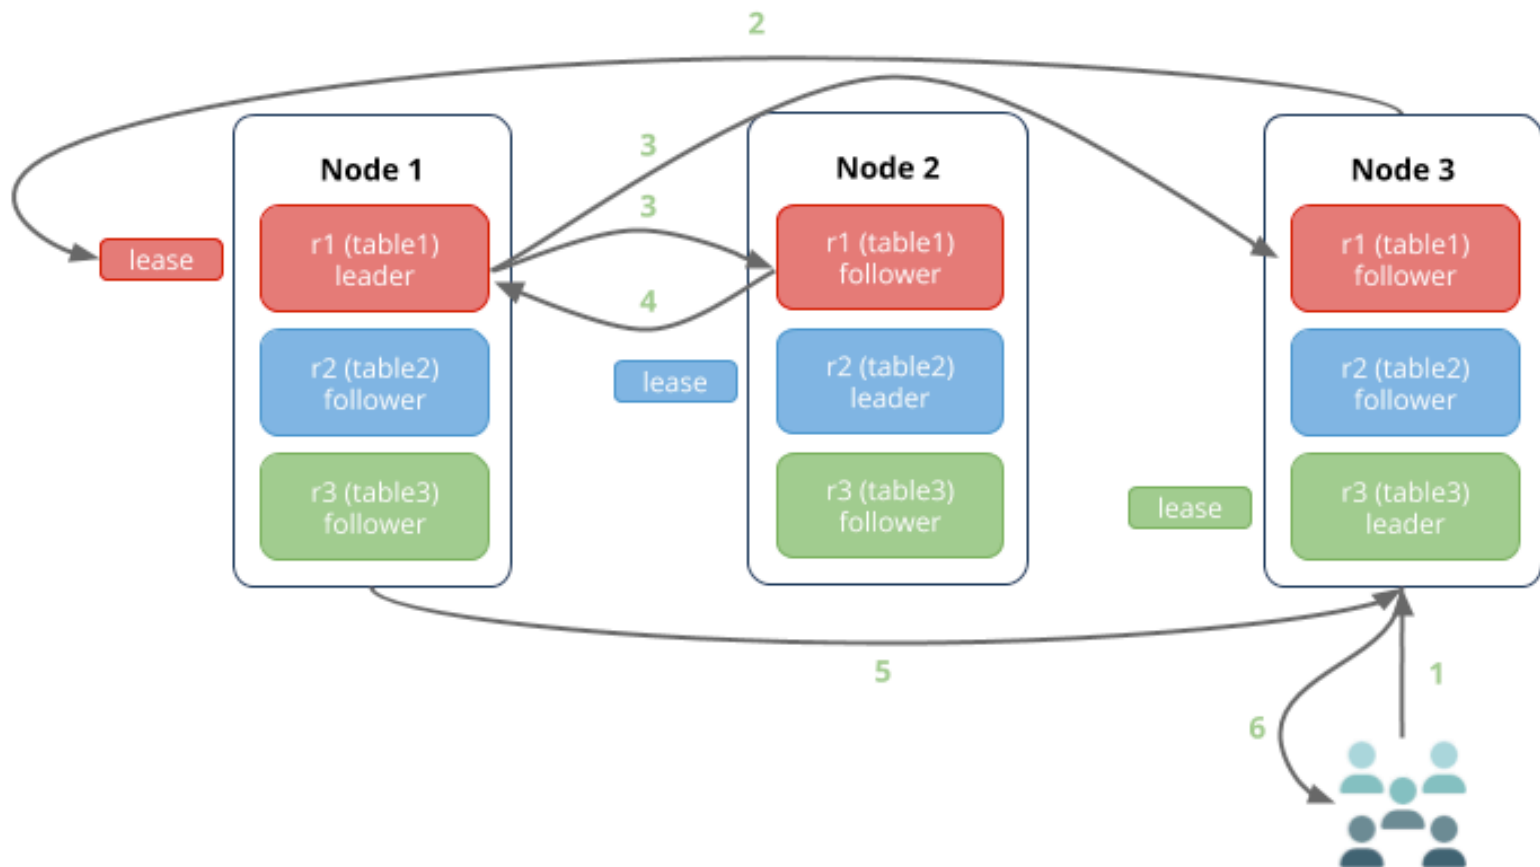 2
Node 1
Node 2
Node 3
3
3
4
lease
r1 (table1)
leader
r2 (table2)
follower
r3 (table3)
follower
lease
r1 (table1)
follower
r2 (table2)
leader
r3 (table3)
follower
lease
r1 (table1)
follower
r2 (table2)
follower
r3 (table3)
leader
5
1
6